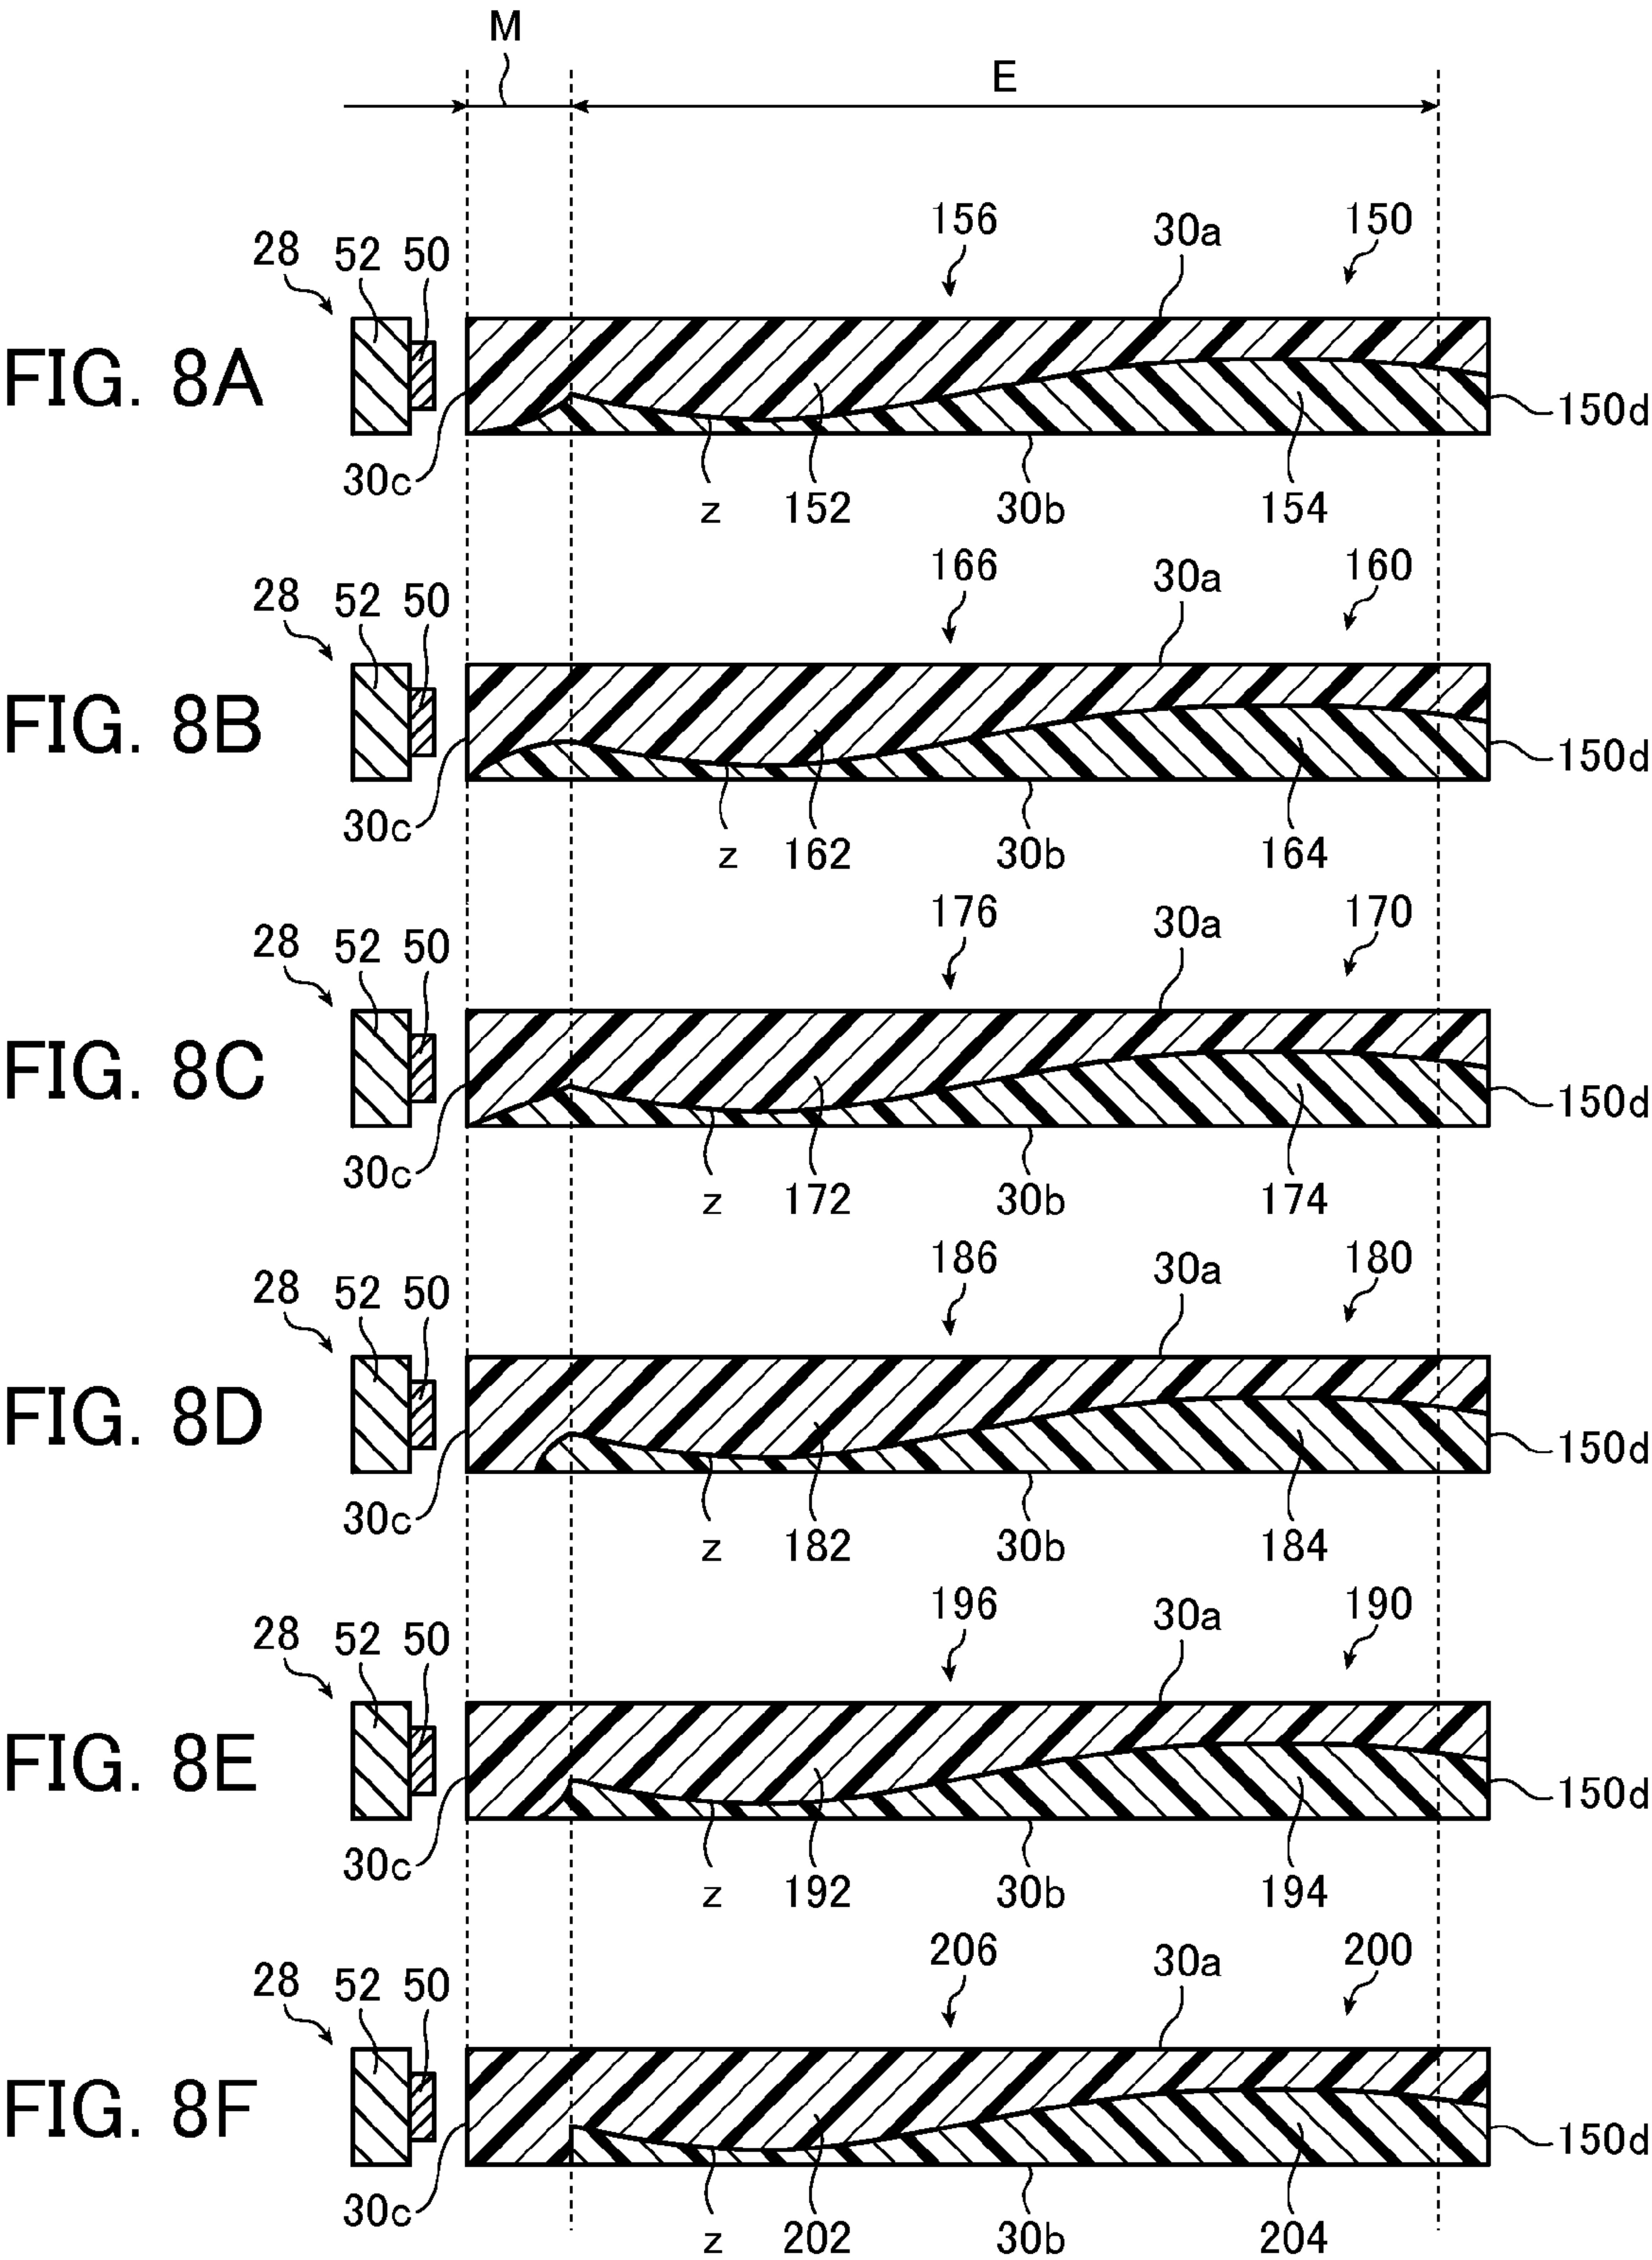 M
E
FIG. 8A
28 52 50 156 30a 150
30c z 152 30b 154 150d
FIG. 8B
28 52 50 166 30a 160
30c z 162 30b 164 150d
FIG. 8C
28 52 50 176 30a 170
30c z 172 30b 174 150d
FIG. 8D
28 52 50 186 30a 180
30c z 182 30b 184 150d
FIG. 8E
28 52 50 196 30a 190
30c z 192 30b 194 150d
FIG. 8F
28 52 50 206 30a 200
30c z 202 30b 204 150d